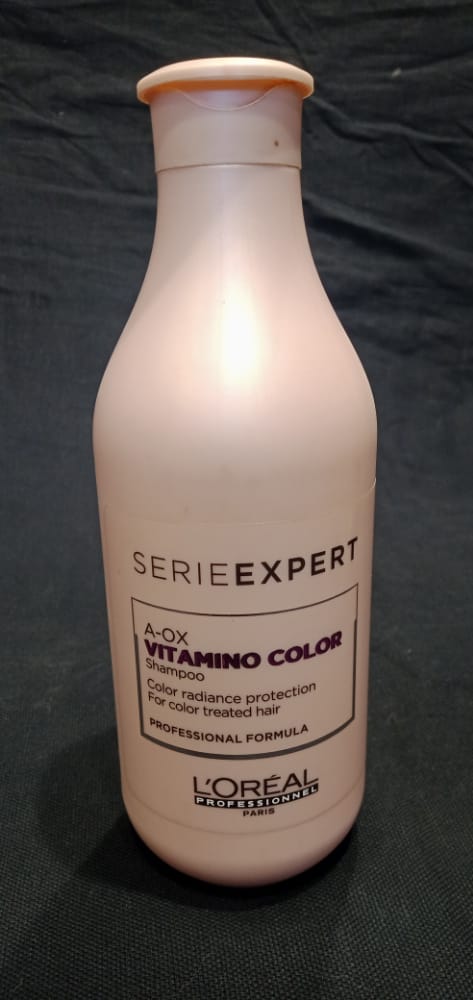 SERIEEXPERT
A-OX
VITAMINO COLOR
Shampoo
Color radiance protection
For color treated hair
PROFESSIONAL FORMULA
L'ORÉAL
PROFESSIONNEL
PARIS